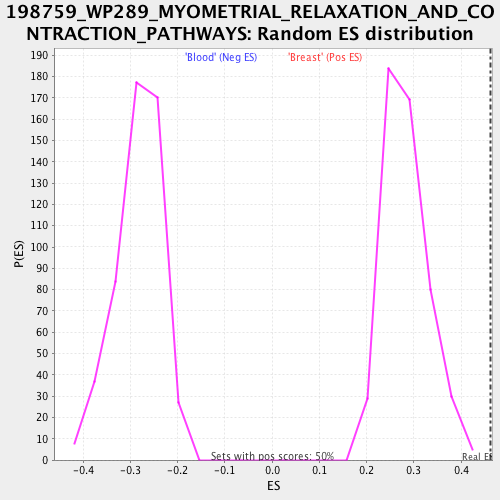 198759_WP289_MYOMETRIAL_RELAXATION_AND_CO
NTRACTION_PATHWAYS: Random ES distribution
'Blood' (Neg ES) 'Breast' (Pos ES)
190
180
170
160
150
140
130
120
110
100
90
80
70
60
50
40
30
20
10
0
P(ES)
Sets with pos scores: 50%
Real ES
-0.4 -0.3 -0.2 -0.1 0.0 0.1 0.2 0.3 0.4
ES